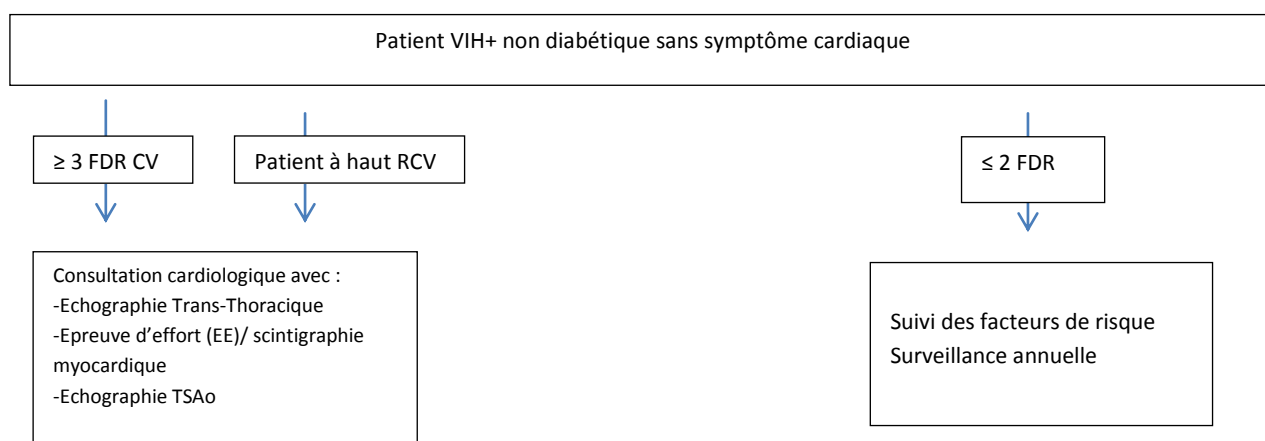 Patient VIH+ non diabétique sans symptôme cardiaque
≥ 3 FDR CV
Patient à haut RCV
≤ 2 FDR
Consultation cardiologique avec :
-Echographie Trans-Thoracique
-Epreuve d’effort (EE)/ scintigraphie
myocardique
-Echographie TSAo
Suivi des facteurs de risque
Surveillance annuelle